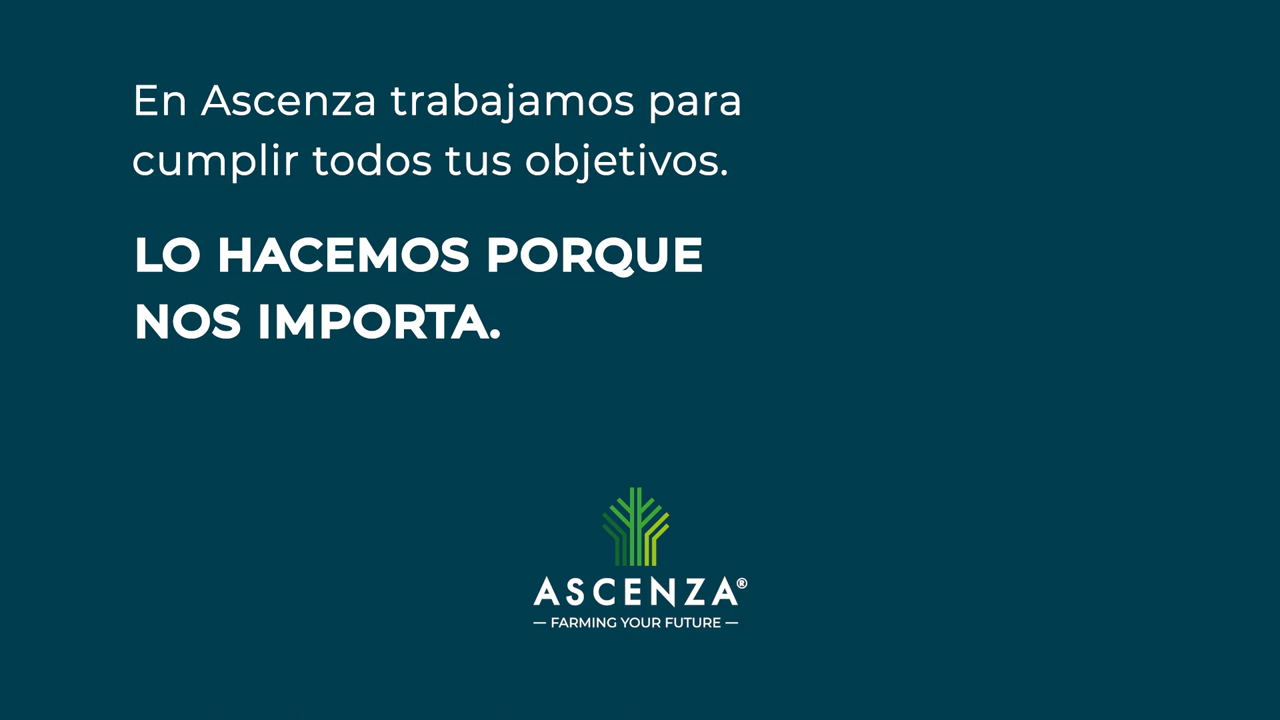 En Ascenza trabajamos para
cumplir todos tus objetivos.
LO HACEMOS PORQUE
NOS IMPORTA.
ASCENZA®
— FARMING YOUR FUTURE —